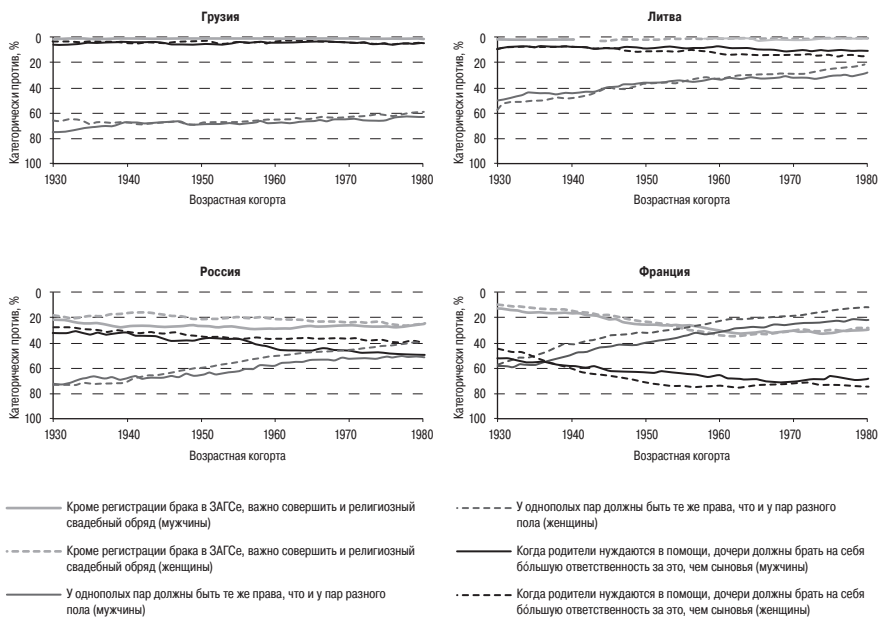 Грузия
Категорически против, %
0
20
40
60
80
100
1930 1940 1950 1960 1970 1980
Возрастная когорта
Литва
Категорически против, %
0
20
40
60
80
100
1930 1940 1950 1960 1970 1980
Возрастная когорта
Россия
Категорически против, %
0
20
40
60
80
100
1930 1940 1950 1960 1970 1980
Возрастная когорта
Франция
Категорически против, %
0
20
40
60
80
100
1930 1940 1950 1960 1970 1980
Возрастная когорта
Кроме регистрации брака в ЗАГСе, важно совершить и религиозный
свадебный обряд (мужчины)
Кроме регистрации брака в ЗАГСе, важно совершить и религиозный
свадебный обряд (женщины)
У однополых пар должны быть те же права, что и у пар разного
пола (мужчины)
У однополых пар должны быть те же права, что и у пар разного
пола (женщины)
Когда родители нуждаются в помощи, дочери должны брать на себя
бо́льшую ответственность за это, чем сыновья (мужчины)
Когда родители нуждаются в помощи, дочери должны брать на себя
бо́льшую ответственность за это, чем сыновья (женщины)